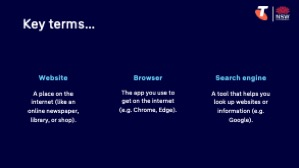 Key terms...
NSW
Website
A place on the
internet (like an
online newspaper,
library, or shop).
Browser
The app you use to
get on the internet
(e.g. Chrome, Edge).
Search engine
A tool that helps you
look up websites or
information (e.g.
Google).